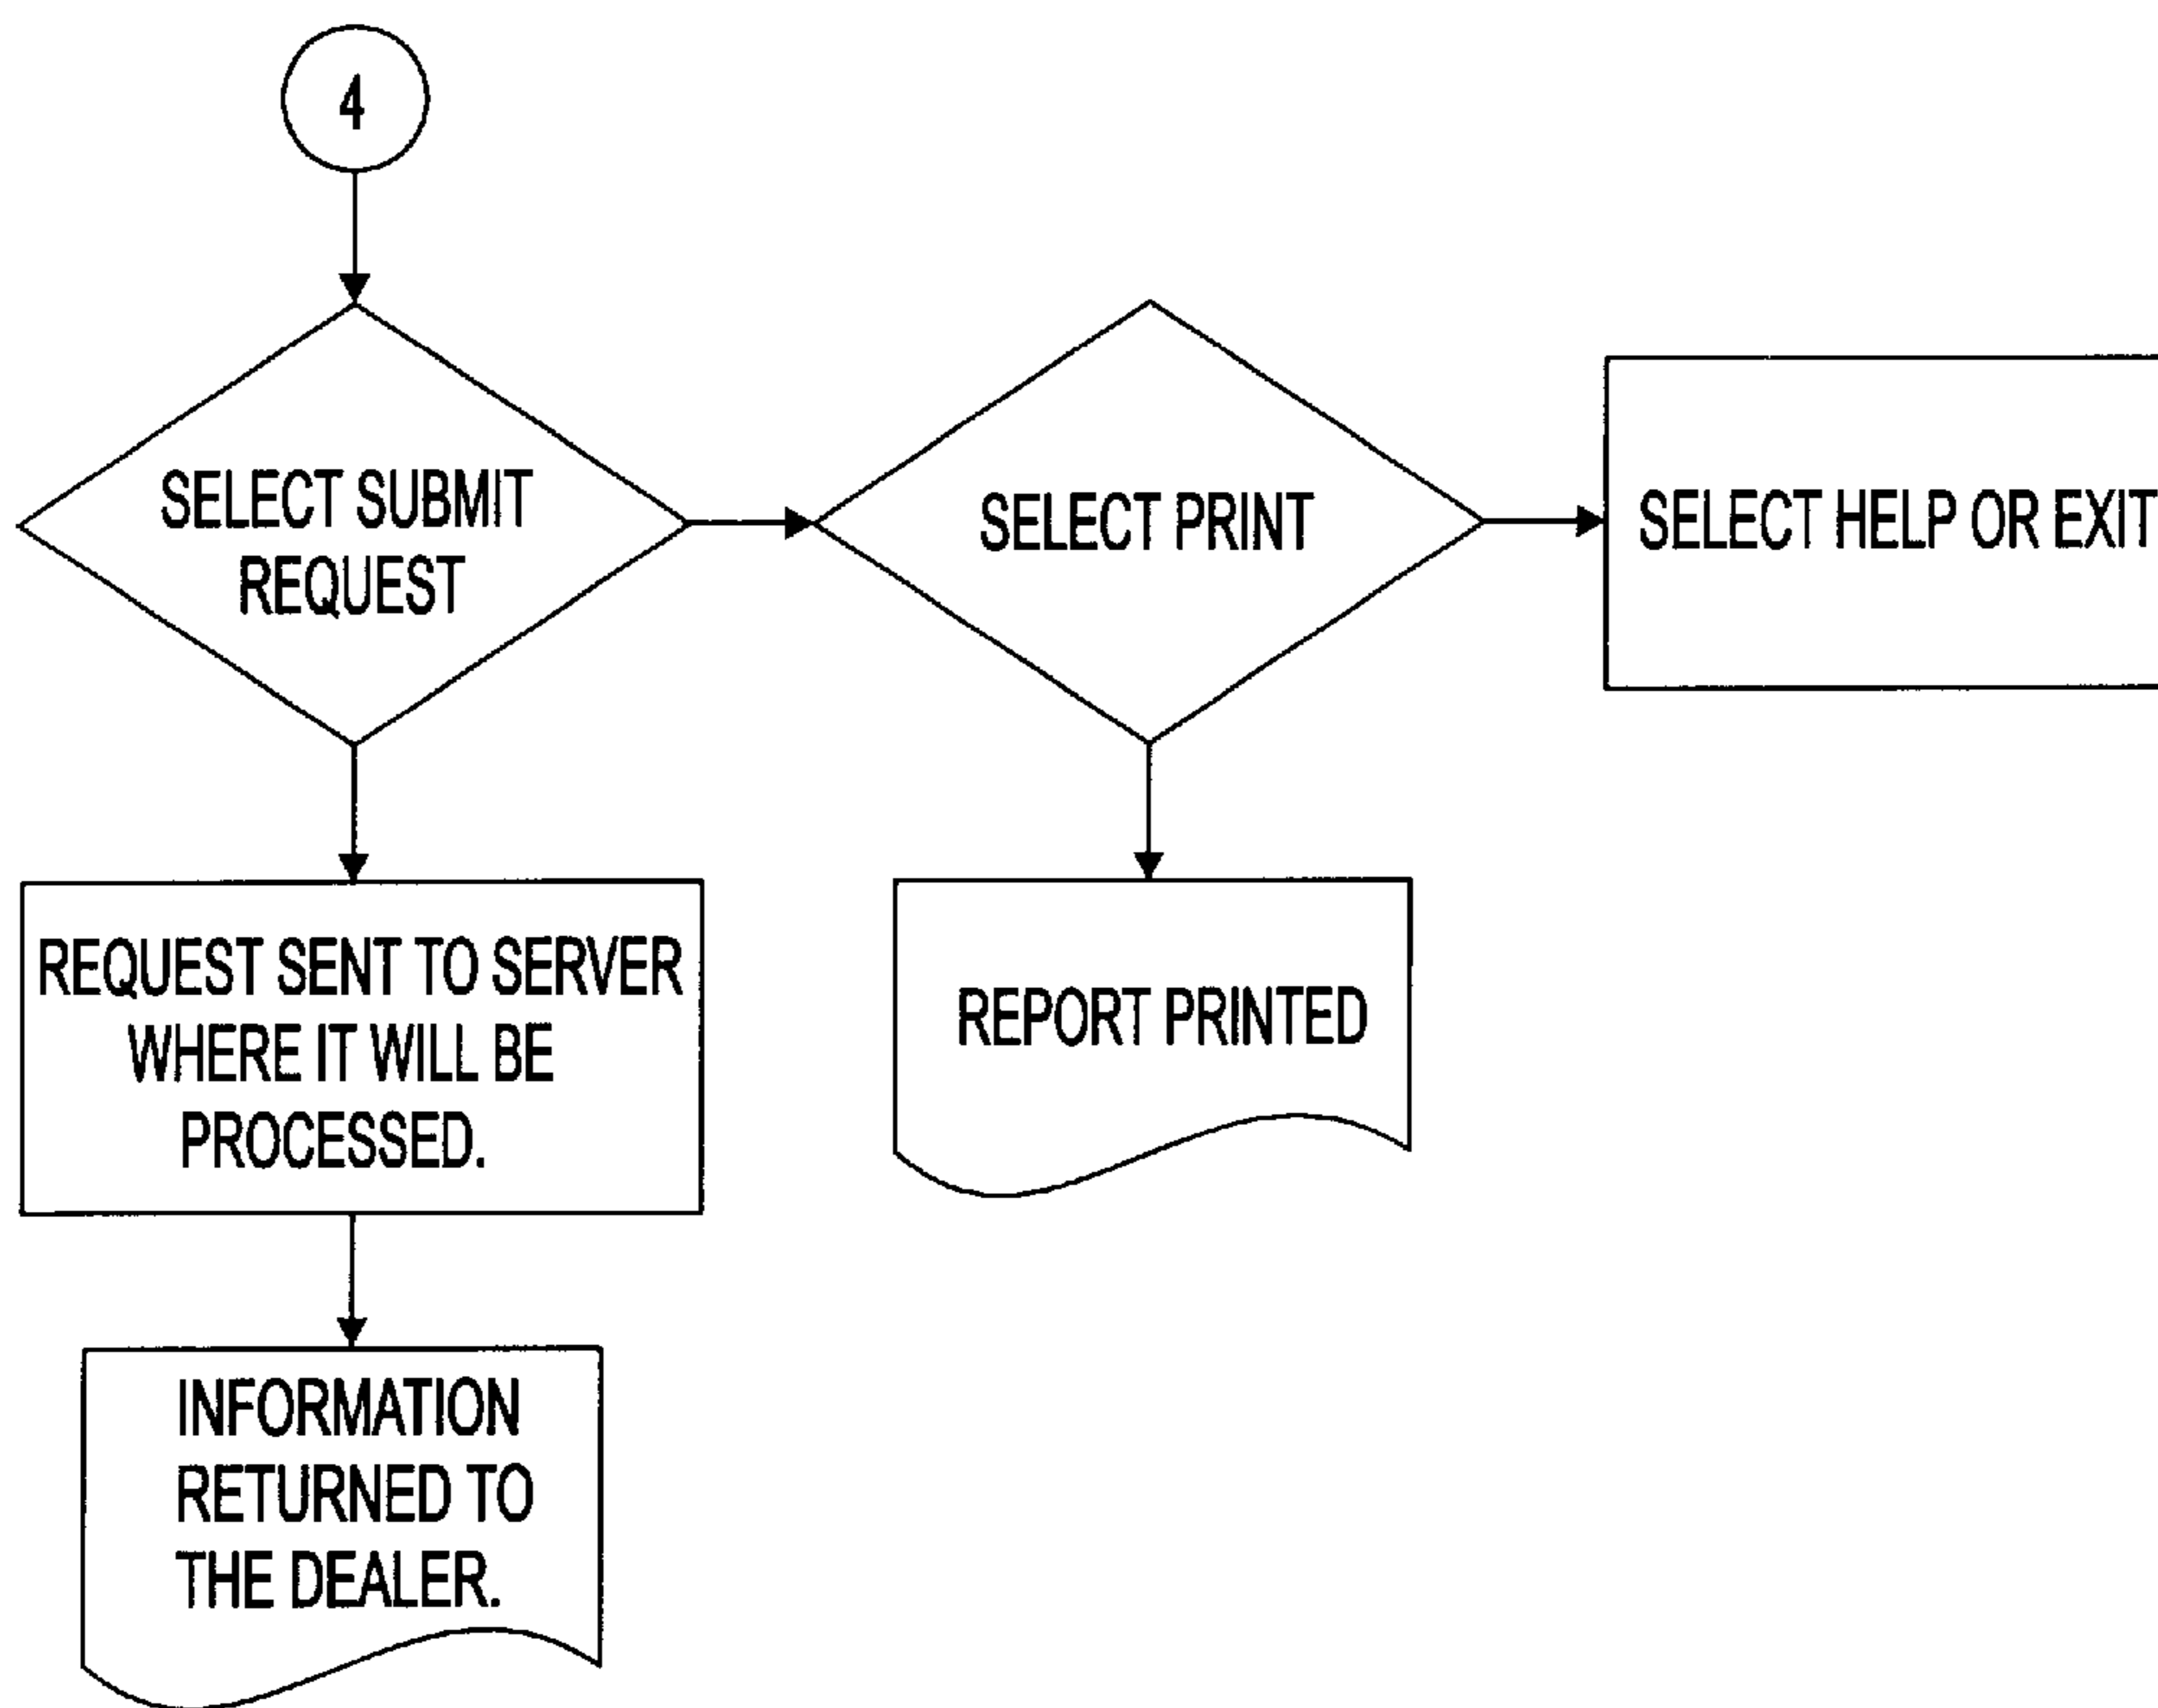 4
SELECT SUBMIT
REQUEST
SELECT PRINT
SELECT HELP OR EXIT
REQUEST SENT TO SERVER
WHERE IT WILL BE
PROCESSED.
REPORT PRINTED
INFORMATION
RETURNED TO
THE DEALER.